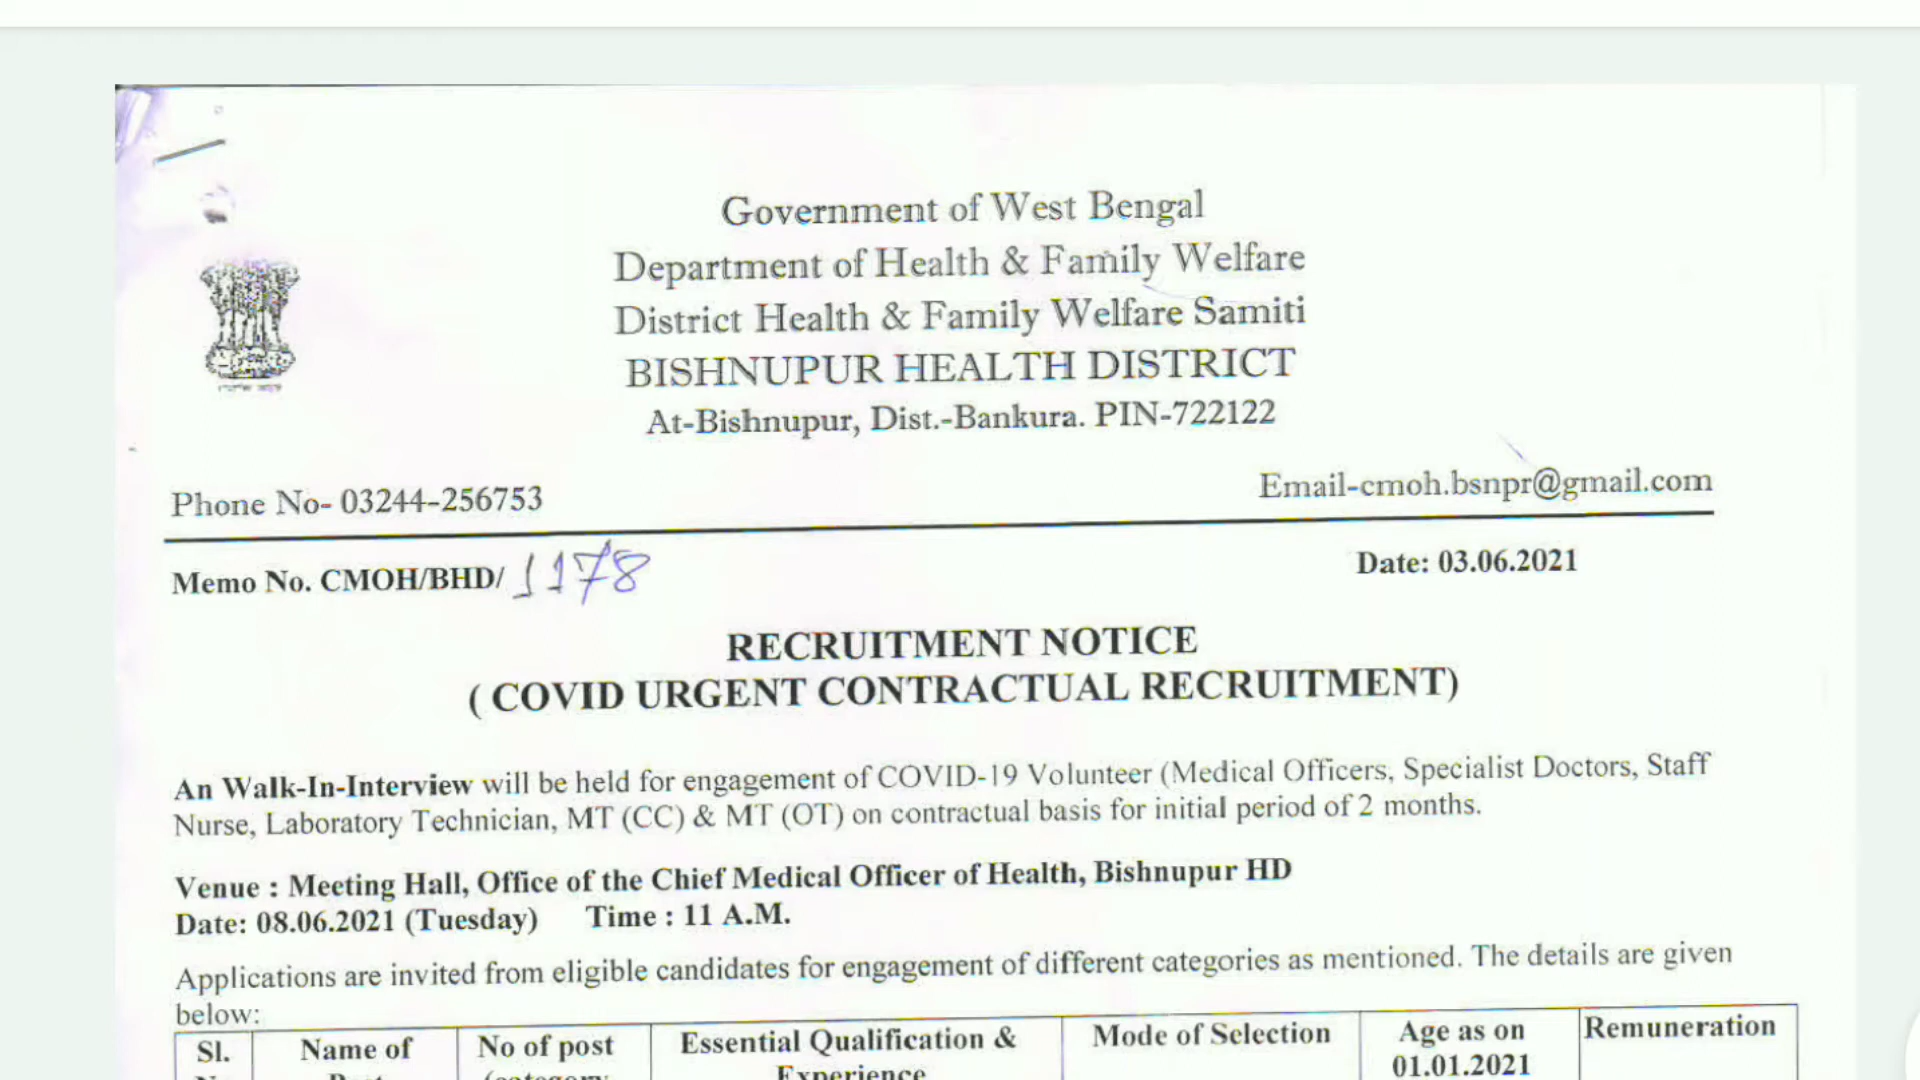 Government of West Bengal
Department of Health & Family Welfare
District Health & Family Welfare Samiti
BISHNUPUR HEALTH DISTRICT
At-Bishnupur, Dist.-Bankura. PIN-722122
Phone No- 03244-256753
Email-cmoh.bsnpr@gmail.com
Memo No. CMOH/BHD/ 1178
Date: 03.06.2021
RECRUITMENT NOTICE
( COVID URGENT CONTRACTUAL RECRUITMENT)
An Walk-In-Interview will be held for engagement of COVID-19 Volunteer (Medical Officers, Specialist Doctors, Staff
Nurse, Laboratory Technician, MT (CC) & MT (OT) on contractual basis for initial period of 2 months.
Venue : Meeting Hall, Office of the Chief Medical Officer of Health, Bishnupur HD
Date: 08.06.2021 (Tuesday) Time : 11 A.M.
Applications are invited from eligible candidates for engagement of different categories as mentioned. The details are given
below:
Sl. Name of No of post Essential Qualification & Mode of Selection Age as on Remuneration
Experience 01.01.2021